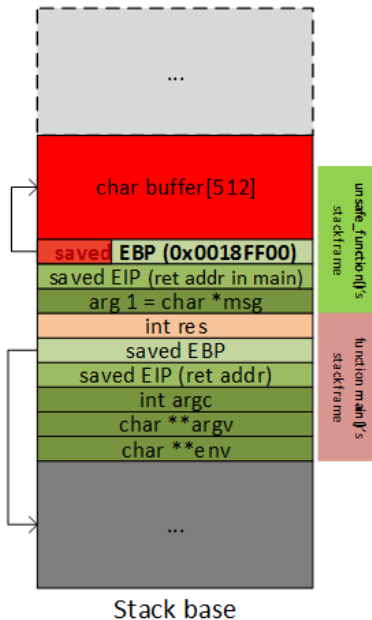 ...
char buffer[512]
saved EBP (0x0018FF00)
saved EIP (ret addr in main)
arg 1 = char *msg
int res
saved EBP
saved EIP (ret addr)
int argc
char **argv
char **env
...
unsafe_function()'s
stackframe
function main()'s
stackframe
Stack base